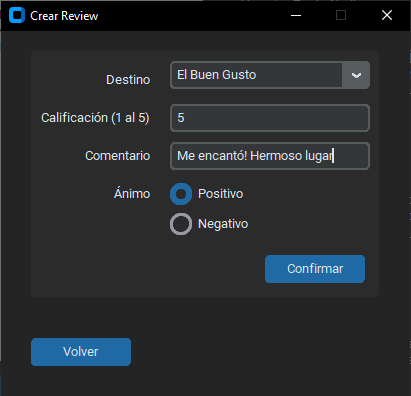 Crear Review
Destino El Buen Gusto
Calificación (1 al 5) 5
Comentario Me encantó! Hermoso lugar
Ánimo Positivo
Negativo
Confirmar
Volver